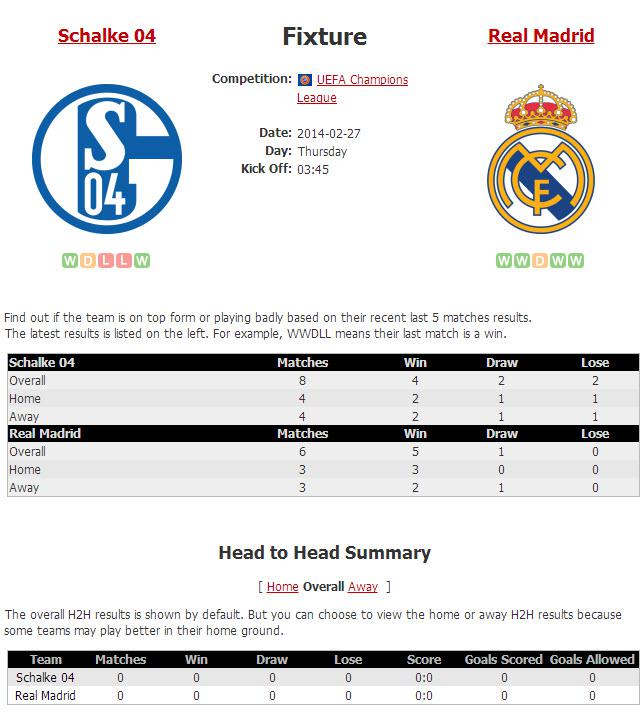 Schalke 04
Fixture
Real Madrid
Competition: UEFA Champions
League
Date: 2014-02-27
Day: Thursday
Kick Off: 03:45
S
04
W D L L W
W W D W W
Find out if the team is on top form or playing badly based on their recent last 5 matches results.
The latest results is listed on the left. For example, WWDLL means their last match is a win.
Schalke 04 Matches Win Draw Lose
Overall 8 4 2 2
Home 4 2 1 1
Away 4 2 1 1
Real Madrid Matches Win Draw Lose
Overall 6 5 1 0
Home 3 3 0 0
Away 3 2 1 0
Head to Head Summary
[ Home Overall Away ]
The overall H2H results is shown by default. But you can choose to view the home or away H2H results because
some teams may play better in their home ground.
Team Matches Win Draw Lose Score Goals Scored Goals Allowed
Schalke 04 0 0 0 0 0:0 0 0
Real Madrid 0 0 0 0 0:0 0 0